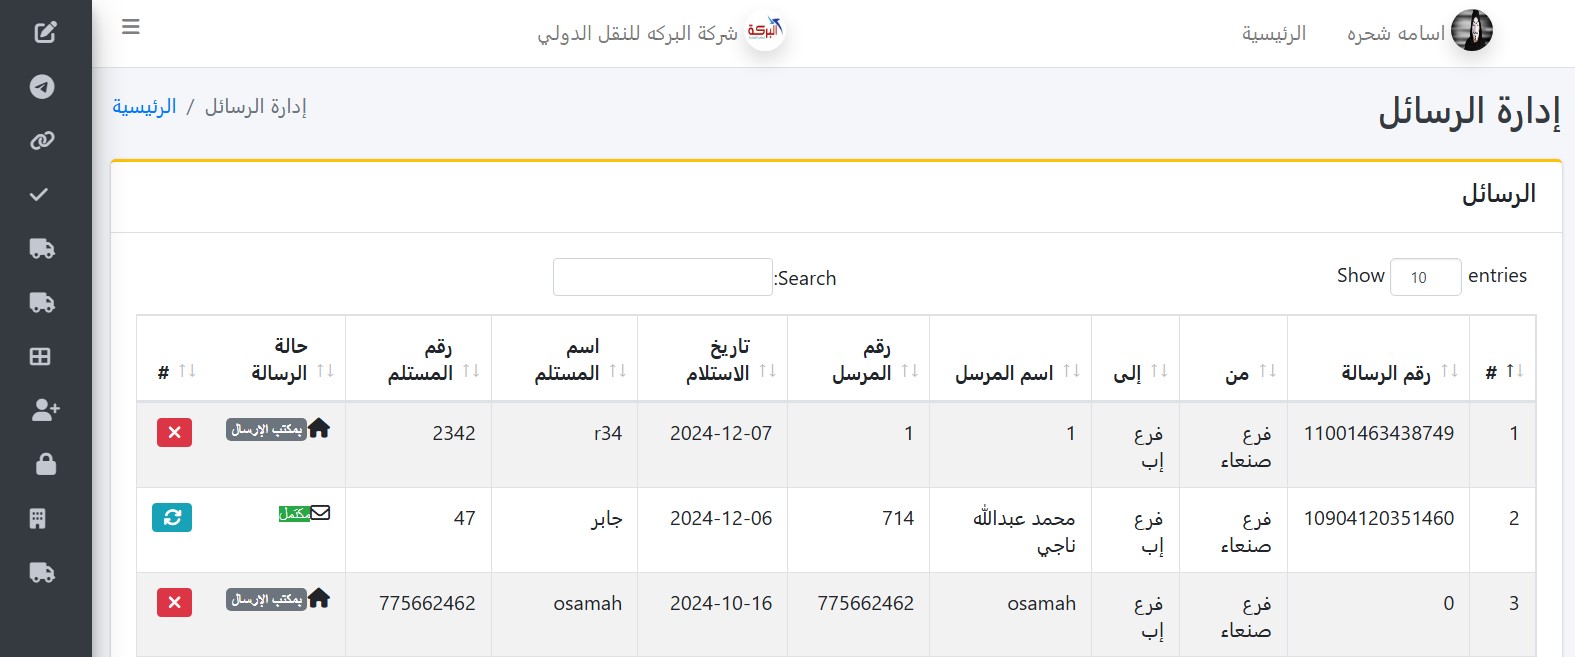 اسامه شحره
الرئيسية
البركة
شركة البركه للنقل الدولي
إدارة الرسائل
الرئيسية / إدارة الرسائل
الرسائل
Show 10 entries
Search:
# رقم الرسالة من إلى اسم المرسل رقم المرسل تاريخ الاستلام اسم المستلم رقم المستلم حالة الرسالة #
1 11001463438749 فرع صنعاء فرع إب 1 1 2024-12-07 r34 2342 بمكتب الإرسال
2 10904120351460 فرع صنعاء فرع إب محمد عبدالله ناجي 714 2024-12-06 جابر 47 مكتمل
3 0 فرع صنعاء فرع إب osamah 775662462 2024-10-16 osamah 775662462 بمكتب الإرسال